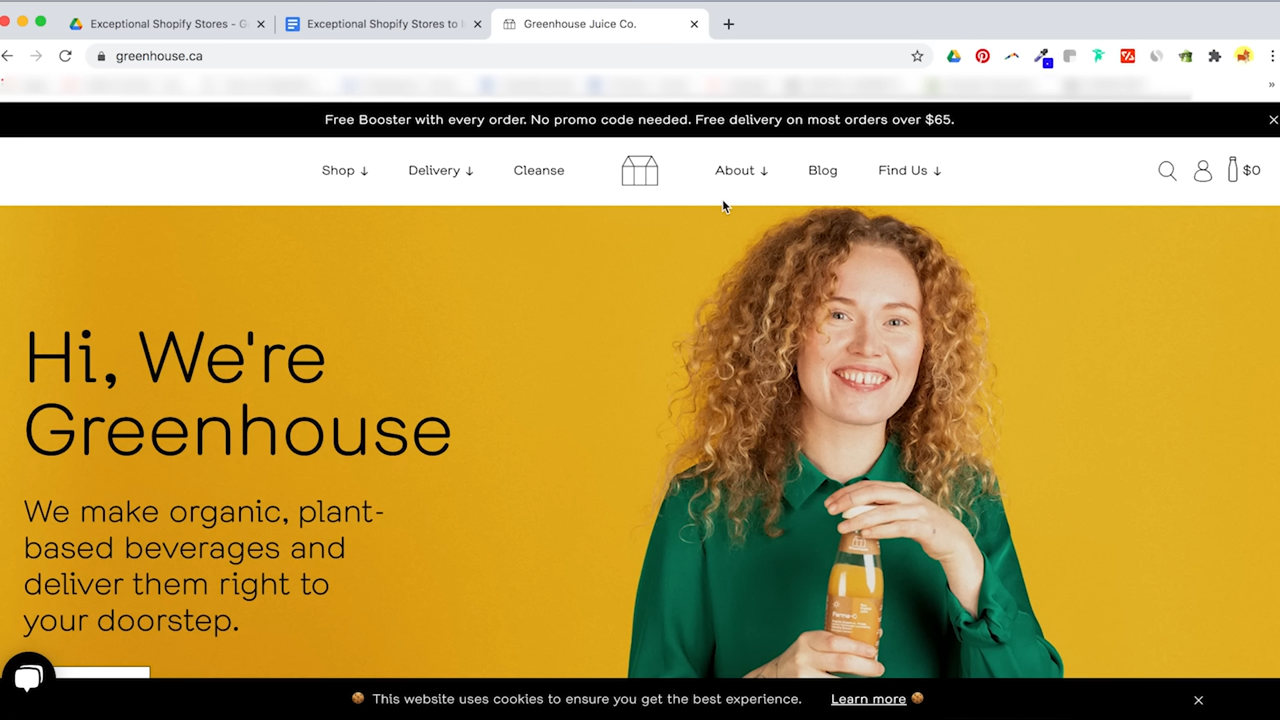 Exceptional Shopify Stores - G
Exceptional Shopify Stores to
Greenhouse Juice Co.
greenhouse.ca
Free Booster with every order. No promo code needed. Free delivery on most orders over $65.
Shop ↓ Delivery ↓ Cleanse About ↓ Blog Find Us ↓ $0
Hi, We're
Greenhouse
We make organic, plant-
based beverages and
deliver them right to
your doorstep.
This website uses cookies to ensure you get the best experience. Learn more